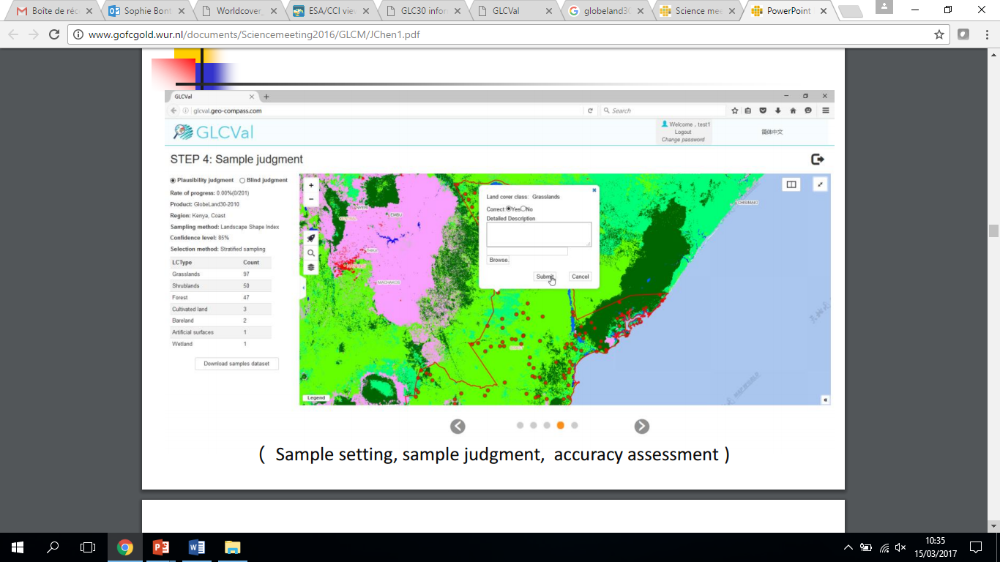 Boîte de réc
Sophie Bont
Worldcover_
ESA/CCI view
GLC30 infor
GLCVal
globeland30
Science mee
PowerPoint
www.gofcgold.wur.nl/documents/Sciencemeeting2016/GLCM/JChen1.pdf
GLCVal
glcval.geo-compass.com
Search
GLCVal
Welcome , test1
Logout
Change password
简体中文
STEP 4: Sample judgment
Plausibility judgment Blind judgment
Rate of progress: 0.00%(0/201)
Product: GlobeLand30-2010
Region: Kenya, Coast
Sampling method: Landscape Shape Index
Confidence level: 85%
Selection method: Stratified sampling
LCType Count
Grasslands 97
Shrublands 50
Forest 47
Cultivated land 3
Bareland 2
Artificial surfaces 1
Wetland 1
Download samples dataset
Land cover class: Grasslands
Correct: Yes No
Detailed Description
Browse.
Submit Cancel
NYERI
EMBU
MACHAKOS
CHISIMAIO
Legend
( Sample setting, sample judgment, accuracy assessment )
10:35
15/03/2017